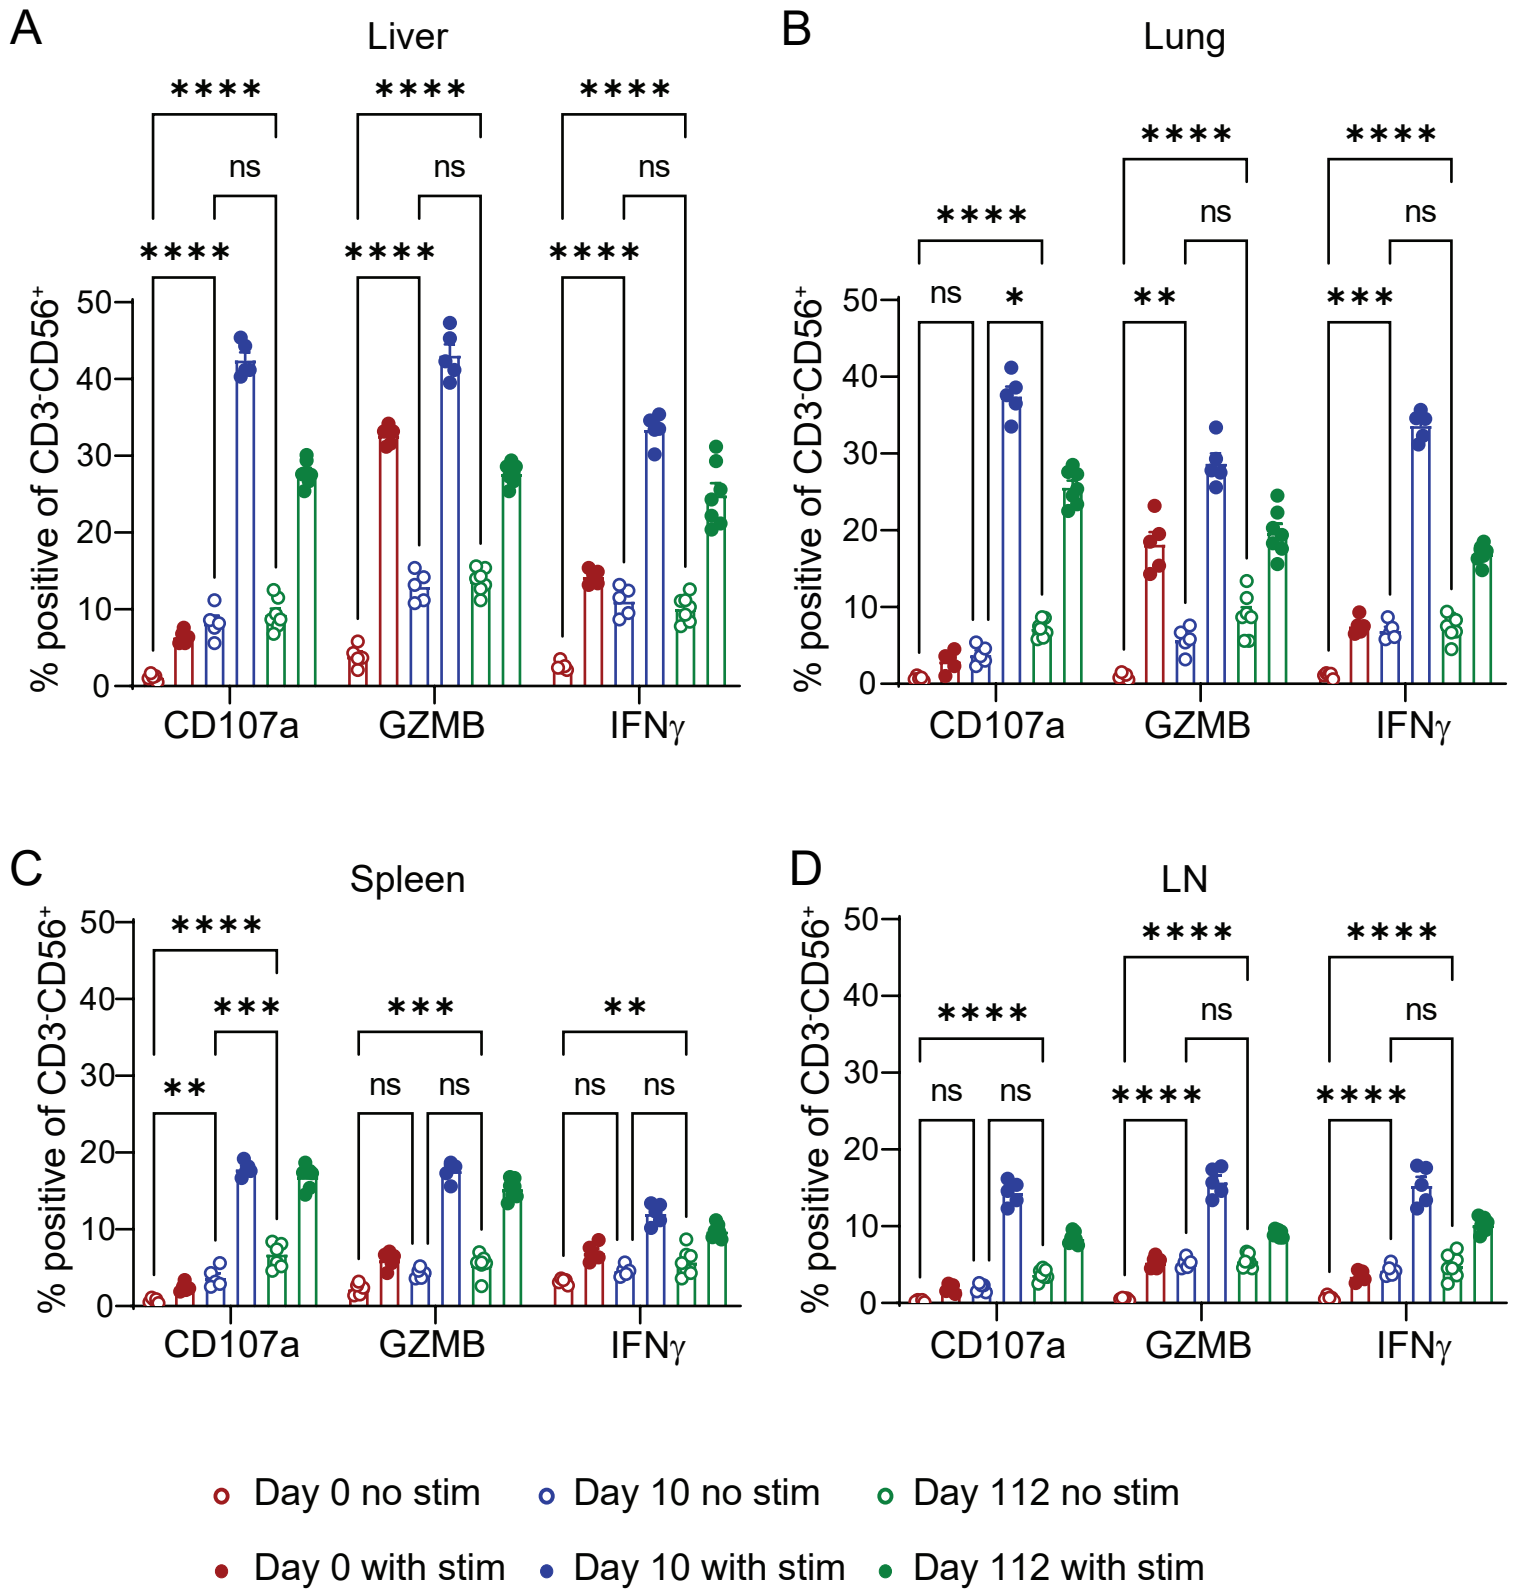 A
Liver
****
****
****
ns
ns
ns
****
****
****
50
40
30
20
10
0
% positive of CD3-CD56+
CD107a
GZMB
IFNγ
B
Lung
****
****
****
ns
ns
ns
*
**
***
50
40
30
20
10
0
% positive of CD3-CD56+
CD107a
GZMB
IFNγ
C
Spleen
****
***
***
**
**
ns
ns
ns
ns
50
40
30
20
10
0
% positive of CD3-CD56+
CD107a
GZMB
IFNγ
D
LN
****
****
****
ns
ns
ns
ns
****
****
50
40
30
20
10
0
% positive of CD3-CD56+
CD107a
GZMB
IFNγ
Day 0 no stim
Day 10 no stim
Day 112 no stim
Day 0 with stim
Day 10 with stim
Day 112 with stim